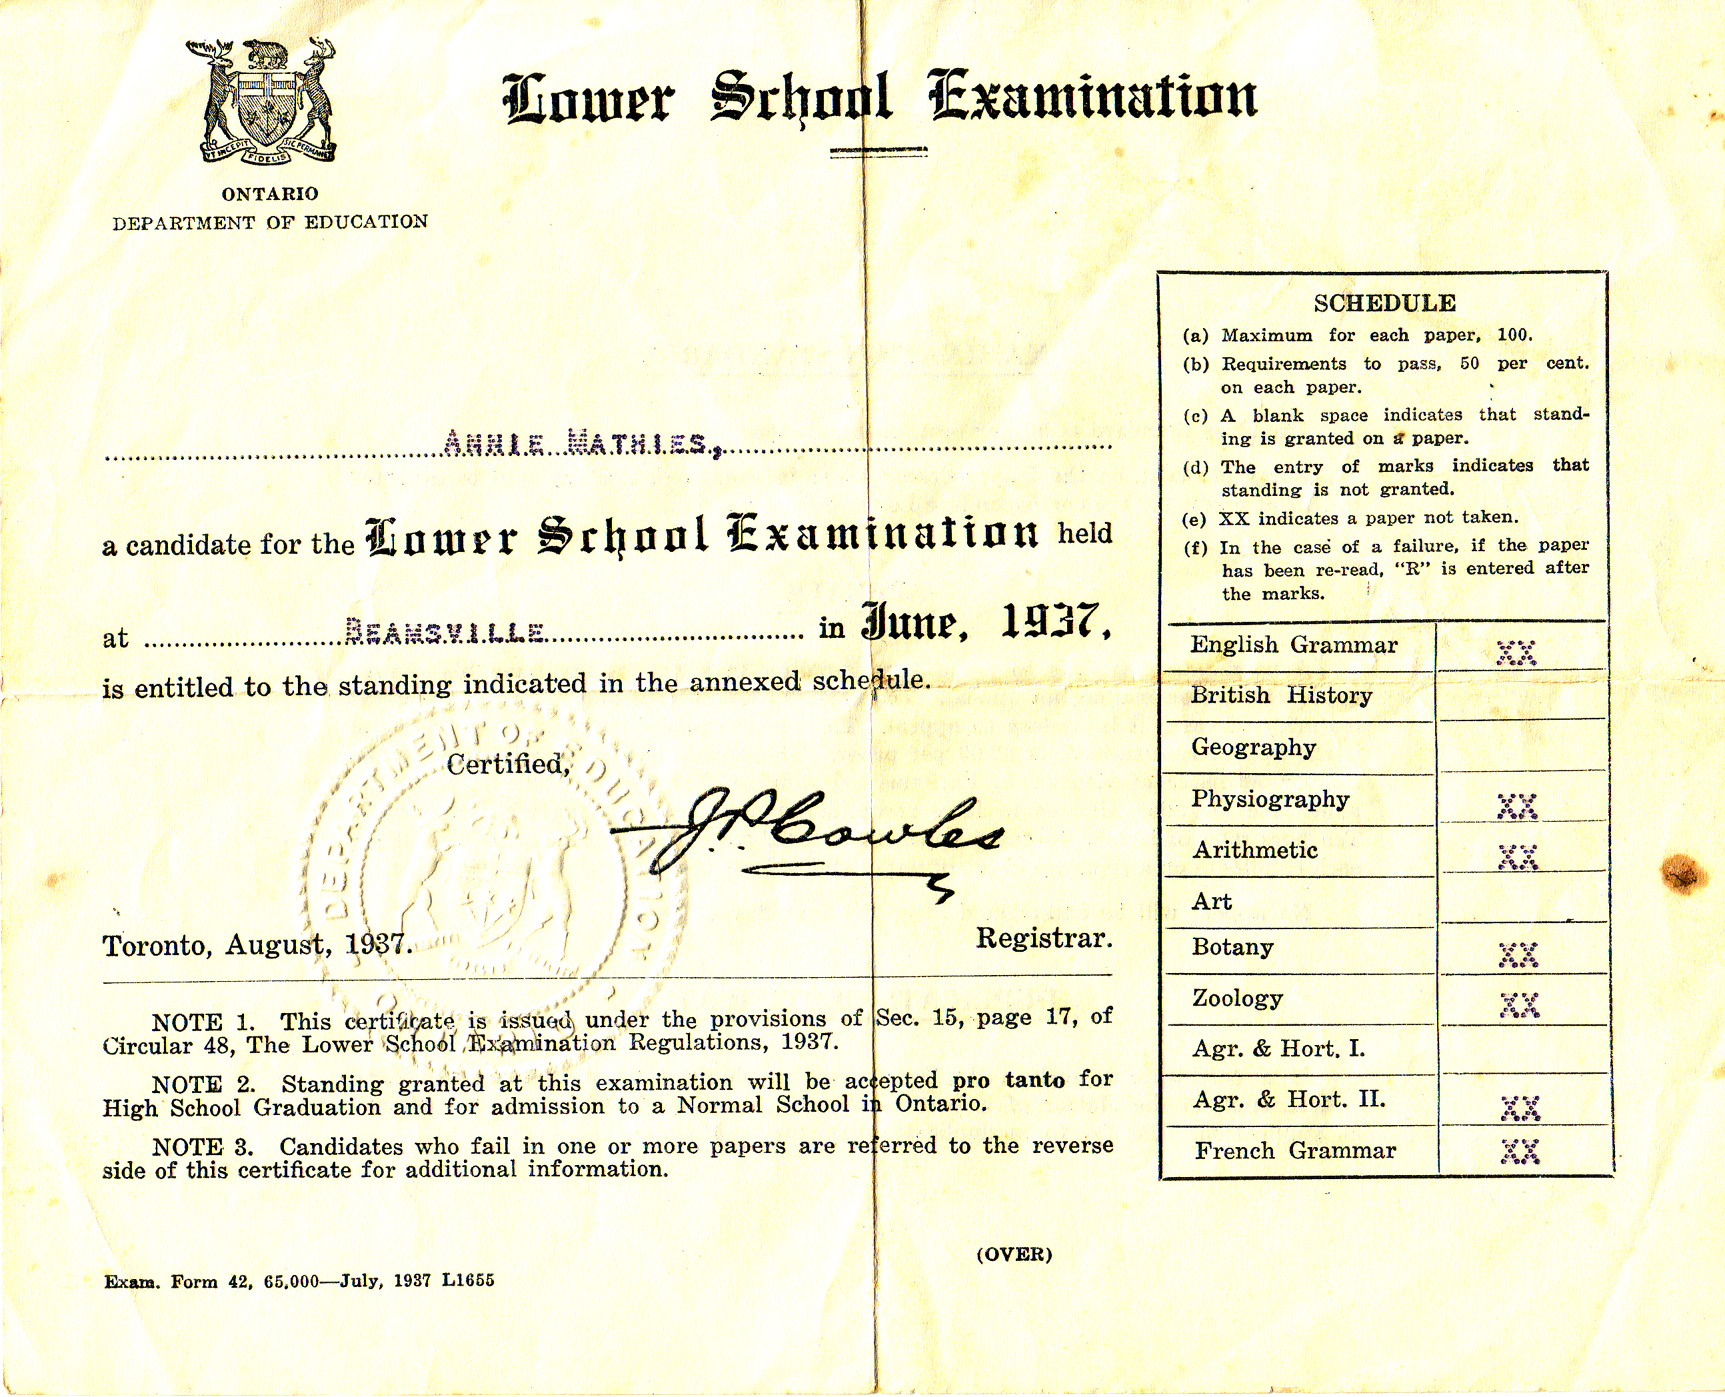 UT INCEPIT
FIDELIS
SIC PERMANET
ONTARIO
DEPARTMENT OF EDUCATION
Lower School Examination
ANNIE MATHIES,
a candidate for the Lower School Examination held
at BEAMSVILLE in June, 1937,
is entitled to the standing indicated in the annexed schedule.
DEPARTMENT OF EDUCATION
Certified,
J.P. Cowles
Toronto, August, 1937.
Registrar.
NOTE 1. This certificate is issued under the provisions of Sec. 15, page 17, of
Circular 48, The Lower School Examination Regulations, 1937.
NOTE 2. Standing granted at this examination will be accepted pro tanto for
High School Graduation and for admission to a Normal School in Ontario.
NOTE 3. Candidates who fail in one or more papers are referred to the reverse
side of this certificate for additional information.
(OVER)
Exam. Form 42, 65,000—July, 1937 L1655
SCHEDULE
(a) Maximum for each paper, 100.
(b) Requirements to pass, 50 per cent.
on each paper.
(c) A blank space indicates that stand-
ing is granted on a paper.
(d) The entry of marks indicates that
standing is not granted.
(e) XX indicates a paper not taken.
(f) In the case of a failure, if the paper
has been re-read, "R" is entered after
the marks.
English Grammar XX
British History
Geography
Physiography XX
Arithmetic XX
Art
Botany XX
Zoology XX
Agr. & Hort. I.
Agr. & Hort. II. XX
French Grammar XX